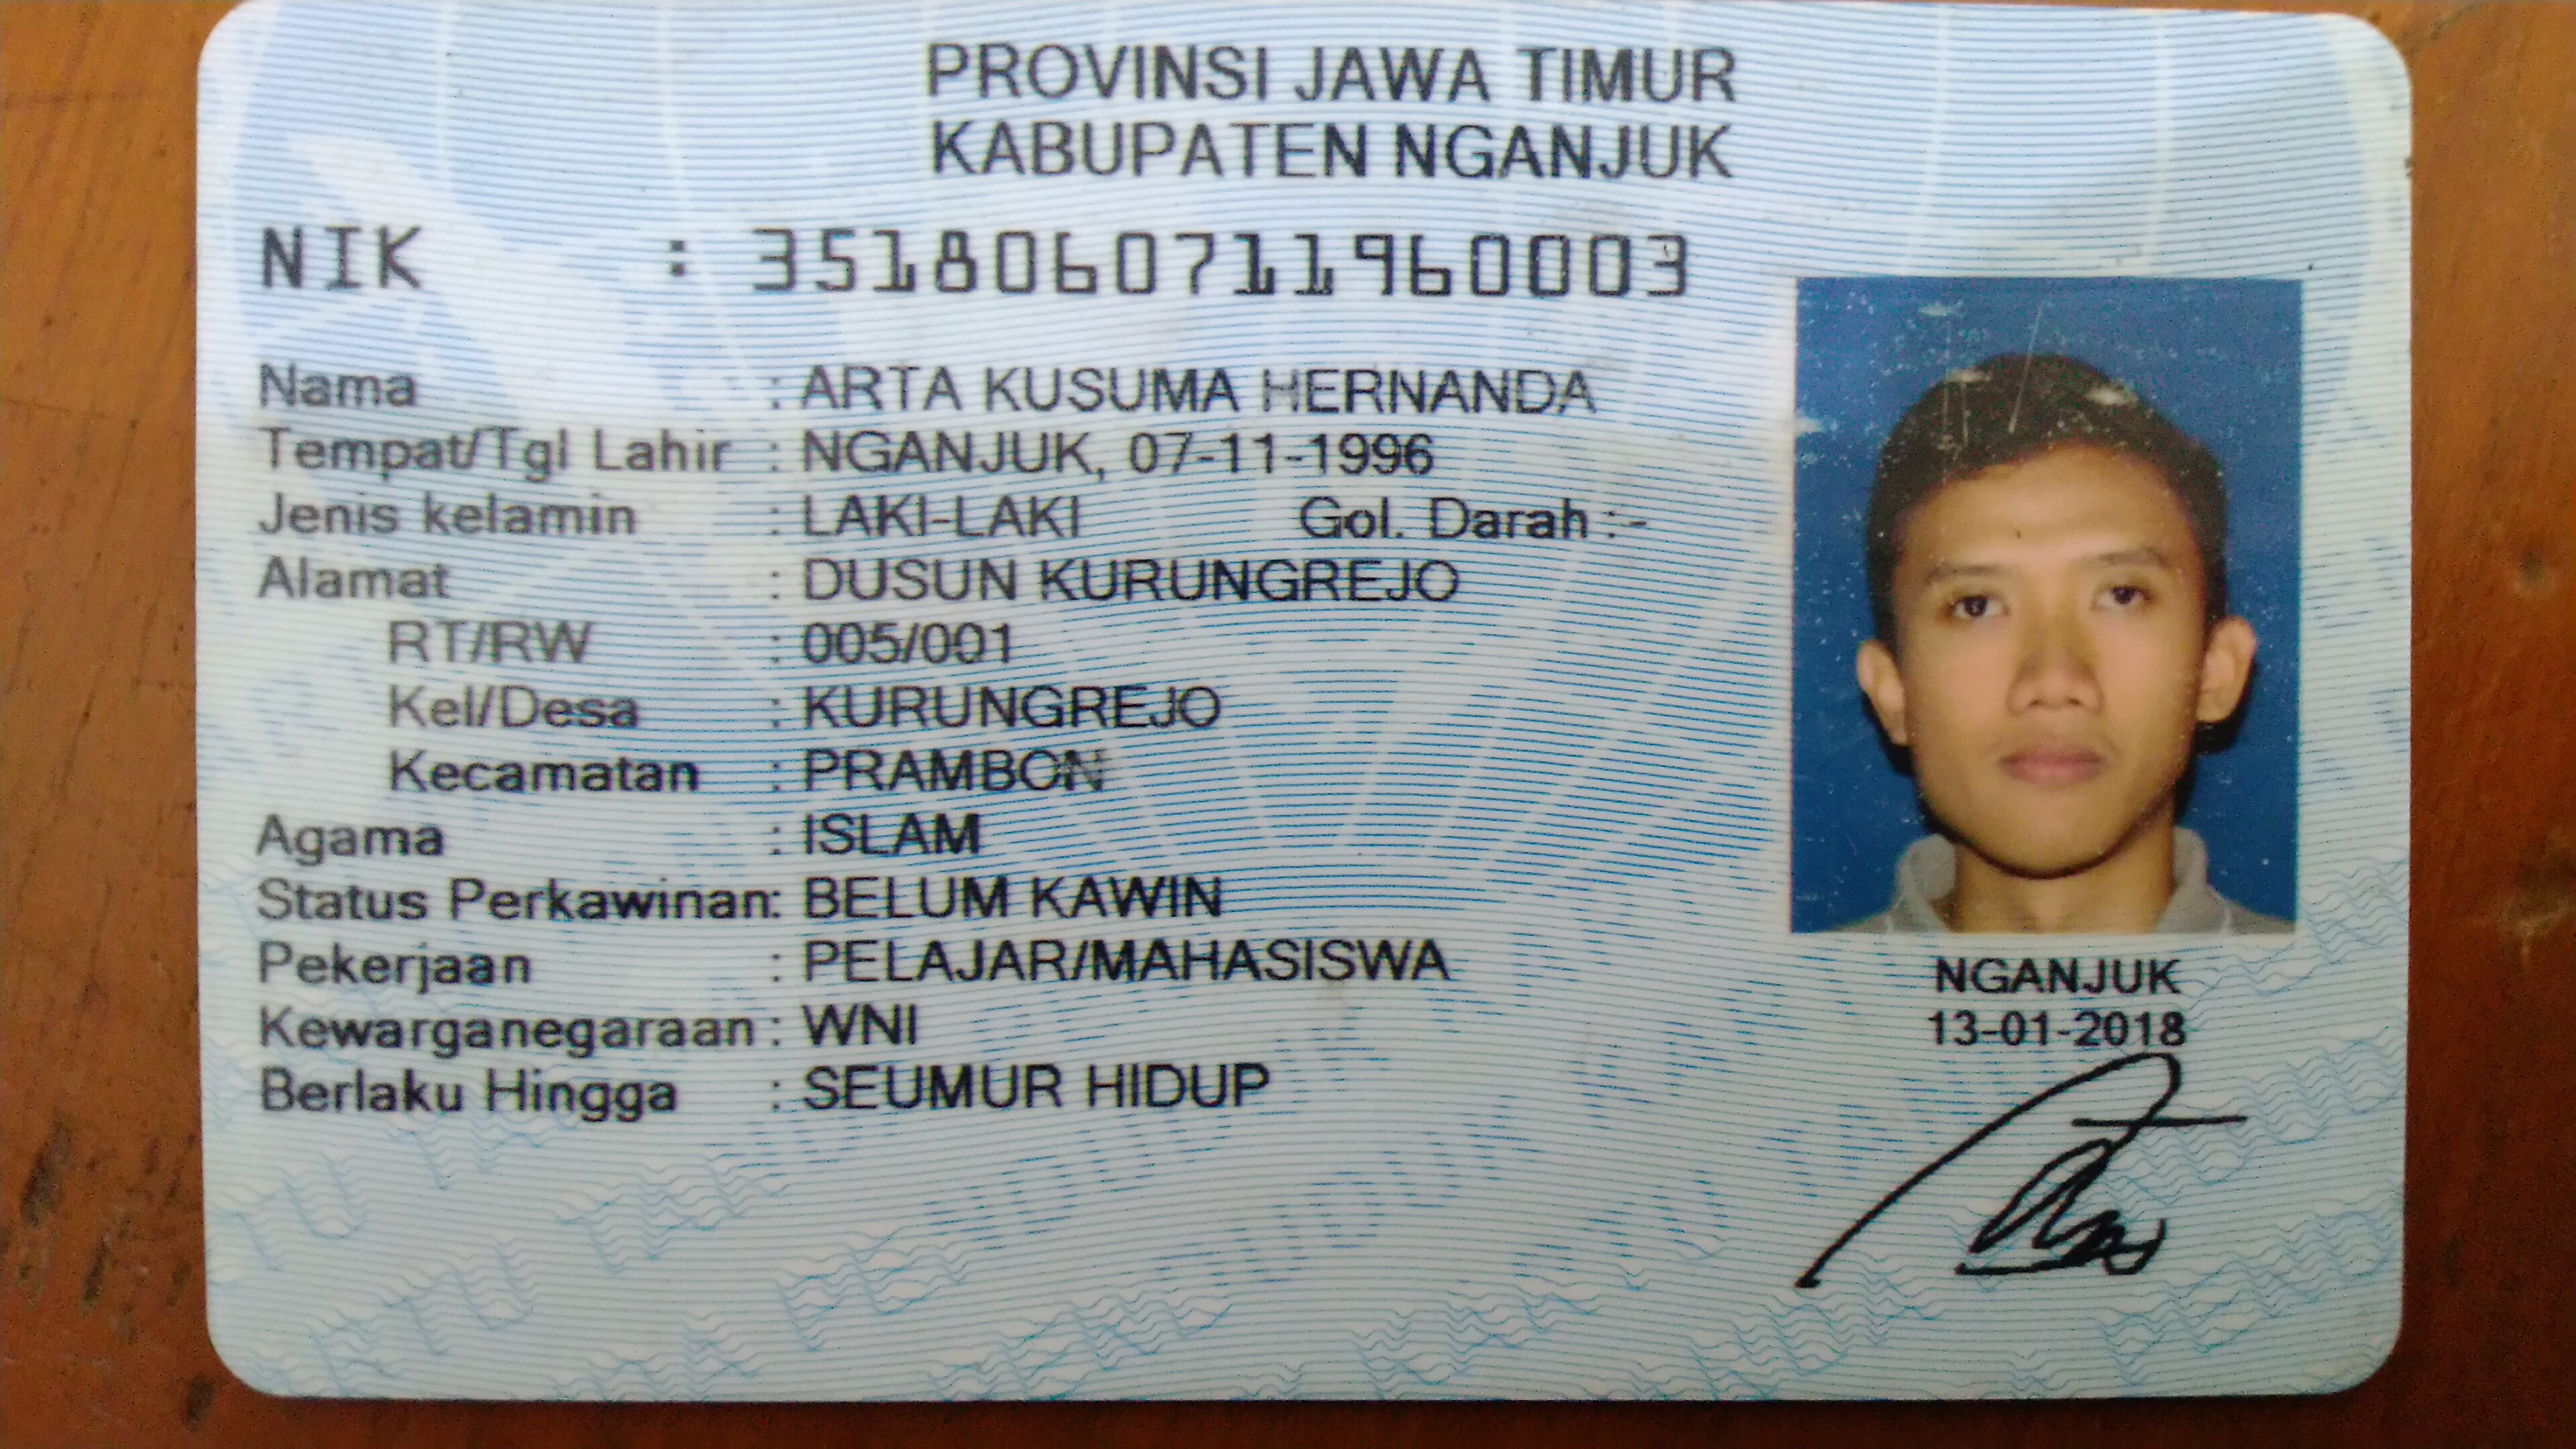 PROVINSI JAWA TIMUR
KABUPATEN NGANJUK
NIK : 3518060711960003
Nama : ARTA KUSUMA HERNANDA
Tempat/Tgl Lahir : NGANJUK, 07-11-1996
Jenis kelamin : LAKI-LAKI Gol. Darah :-
Alamat : DUSUN KURUNGREJO
RT/RW : 005/001
Kel/Desa : KURUNGREJO
Kecamatan : PRAMBON
Agama : ISLAM
Status Perkawinan: BELUM KAWIN
Pekerjaan : PELAJAR/MAHASISWA
Kewarganegaraan : WNI
Berlaku Hingga : SEUMUR HIDUP
NGANJUK
13-01-2018